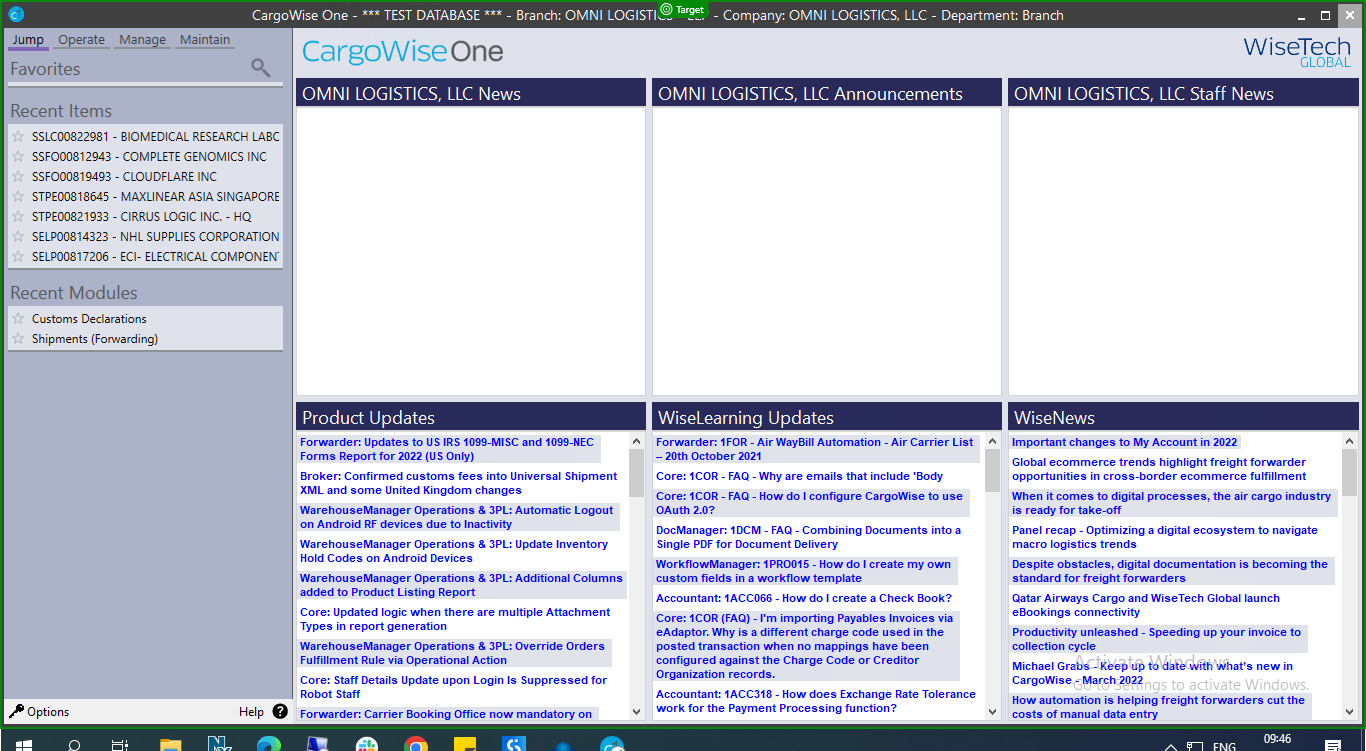 CargoWise One - *** TEST DATABASE *** - Branch: OMNI LOGISTICS - Company: OMNI LOGISTICS, LLC - Department: Branch
Target
Jump Operate Manage Maintain
Favorites
Recent Items
SSLC00822981 - BIOMEDICAL RESEARCH LABC
SSFO00812943 - COMPLETE GENOMICS INC
SSFO00819493 - CLOUDFLARE INC
STPE00818645 - MAXLINEAR ASIA SINGAPORE
STPE00821933 - CIRRUS LOGIC INC. - HQ
SELP00814323 - NHL SUPPLIES CORPORATION
SELP00817206 - ECI- ELECTRICAL COMPONENT
Recent Modules
Customs Declarations
Shipments (Forwarding)
Options
Help
CargoWiseOne
WiseTech
GLOBAL
OMNI LOGISTICS, LLC News
OMNI LOGISTICS, LLC Announcements
OMNI LOGISTICS, LLC Staff News
Product Updates
Forwarder: Updates to US IRS 1099-MISC and 1099-NEC
Forms Report for 2022 (US Only)
Broker: Confirmed customs fees into Universal Shipment
XML and some United Kingdom changes
WarehouseManager Operations & 3PL: Automatic Logout
on Android RF devices due to Inactivity
WarehouseManager Operations & 3PL: Update Inventory
Hold Codes on Android Devices
WarehouseManager Operations & 3PL: Additional Columns
added to Product Listing Report
Core: Updated logic when there are multiple Attachment
Types in report generation
WarehouseManager Operations & 3PL: Override Orders
Fulfillment Rule via Operational Action
Core: Staff Details Update upon Login Is Suppressed for
Robot Staff
Forwarder: Carrier Booking Office now mandatory on
WiseLearning Updates
Forwarder: 1FOR - Air WayBill Automation - Air Carrier List
– 20th October 2021
Core: 1COR - FAQ - Why are emails that include 'Body
Core: 1COR - FAQ - How do I configure CargoWise to use
OAuth 2.0?
DocManager: 1DCM - FAQ - Combining Documents into a
Single PDF for Document Delivery
WorkflowManager: 1PRO015 - How do I create my own
custom fields in a workflow template
Accountant: 1ACC066 - How do I create a Check Book?
Core: 1COR (FAQ) - I'm importing Payables Invoices via
eAdaptor. Why is a different charge code used in the
posted transaction when no mappings have been
configured against the Charge Code or Creditor
Organization records.
Accountant: 1ACC318 - How does Exchange Rate Tolerance
work for the Payment Processing function?
WiseNews
Important changes to My Account in 2022
Global ecommerce trends highlight freight forwarder
opportunities in cross-border ecommerce fulfillment
When it comes to digital processes, the air cargo industry
is ready for take-off
Panel recap - Optimizing a digital ecosystem to navigate
macro logistics trends
Despite obstacles, digital documentation is becoming the
standard for freight forwarders
Qatar Airways Cargo and WiseTech Global launch
eBookings connectivity
Productivity unleashed - Speeding up your invoice to
collection cycle
Michael Grabs - Keep up to date with what's new in
CargoWise - March 2022
How automation is helping freight forwarders cut the
costs of manual data entry
Activate Windows
Go to Settings to activate Windows.
ENG
09:46